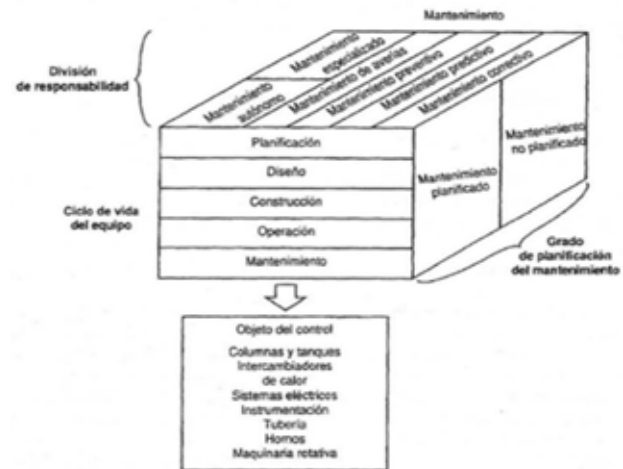 Mantenimiento
División
de responsabilidad
Mantenimiento
especializado
Mantenimiento
autónomo
Mantenimiento de averías
Mantenimiento preventivo
Mantenimiento predictivo
Mantenimiento correctivo
Ciclo de vida
del equipo
Planificación
Diseño
Construcción
Operación
Mantenimiento
Mantenimiento
planificado
Mantenimiento
no planificado
Grado
de planificación
del mantenimiento
Objeto del control
Columnas y tanques
Intercambiadores
de calor
Sistemas eléctricos
Instrumentación
Tubería
Hornos
Maquinaria rotativa